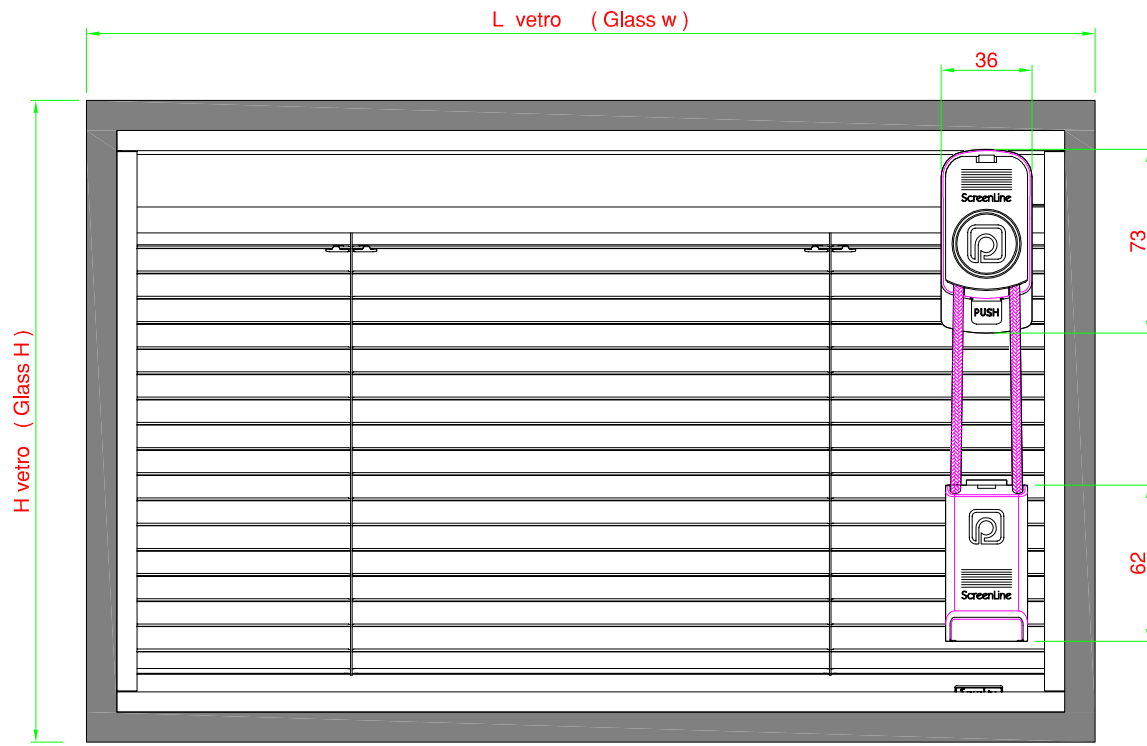 L vetro ( Glass w )
36
ScreenLine
73
PUSH
H vetro ( Glass H )
62
ScreenLine